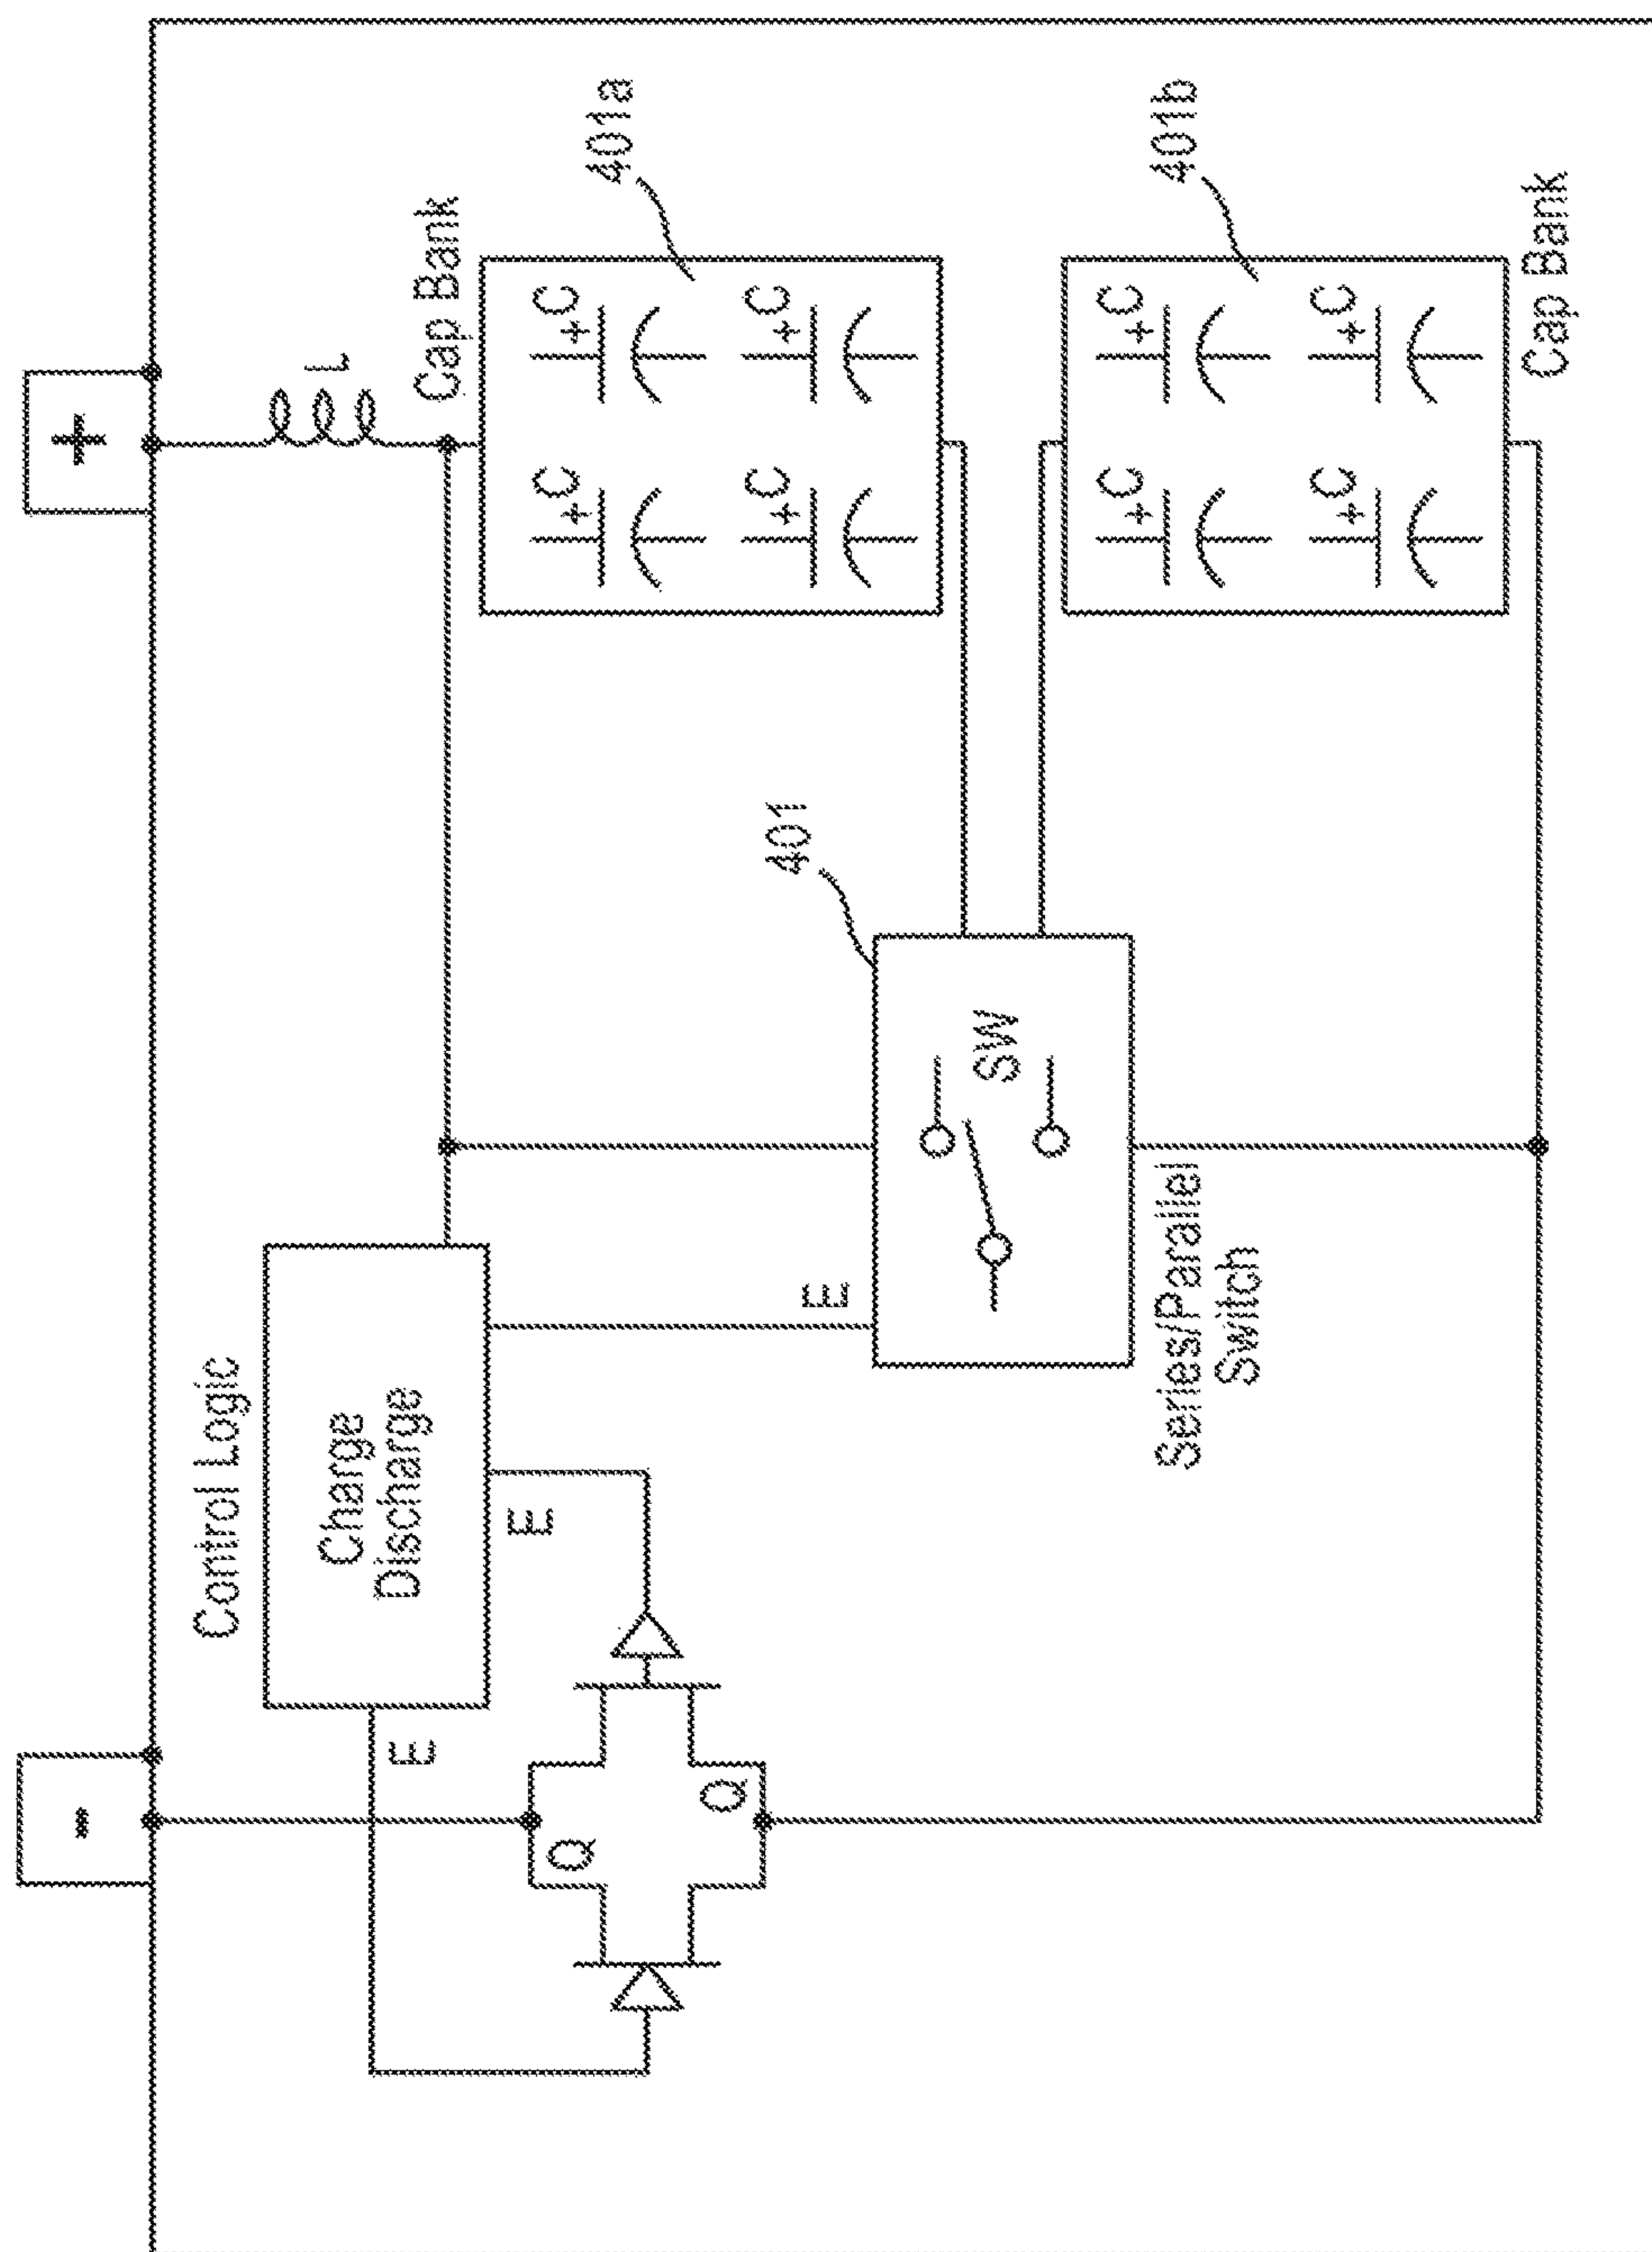 -
+
Control Logic
Charge
Discharge
L
Cap Bank
401a
+C
+C
+C
+C
E
E
E
Q
Q
401
SW
Series/Parallel
Switch
401b
+C
+C
+C
+C
Cap Bank